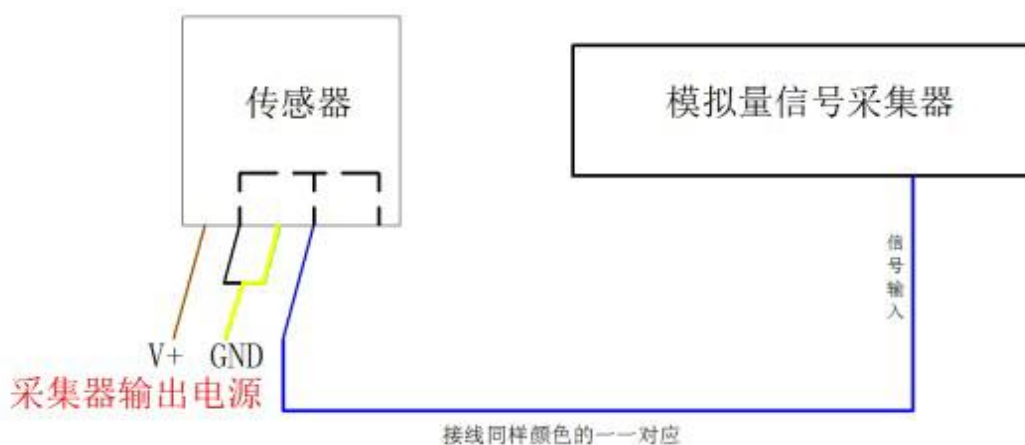 传感器
模拟量信号采集器
信号输入
V+ GND
采集器输出电源
接线同样颜色的一一对应